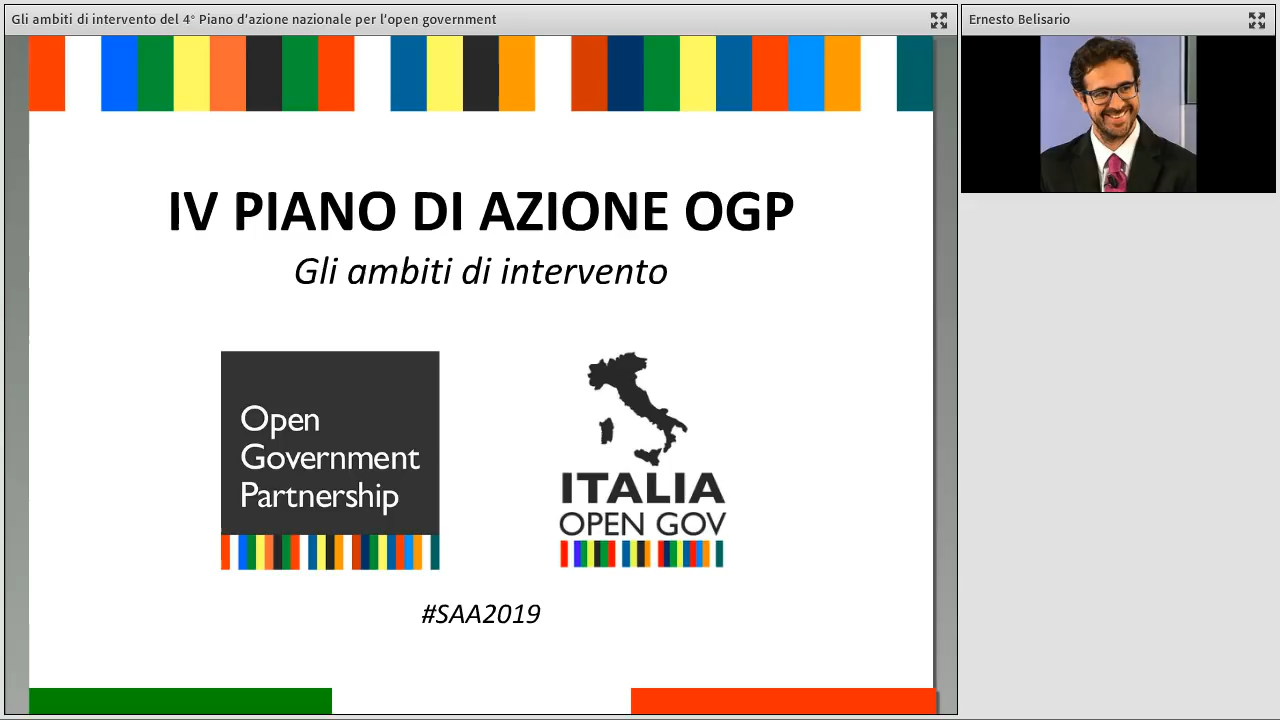 Gli ambiti di intervento del 4° Piano d'azione nazionale per l'open government
Ernesto Belisario
IV PIANO DI AZIONE OGP
Gli ambiti di intervento
Open
Government
Partnership
ITALIA
OPEN GOV
#SAA2019